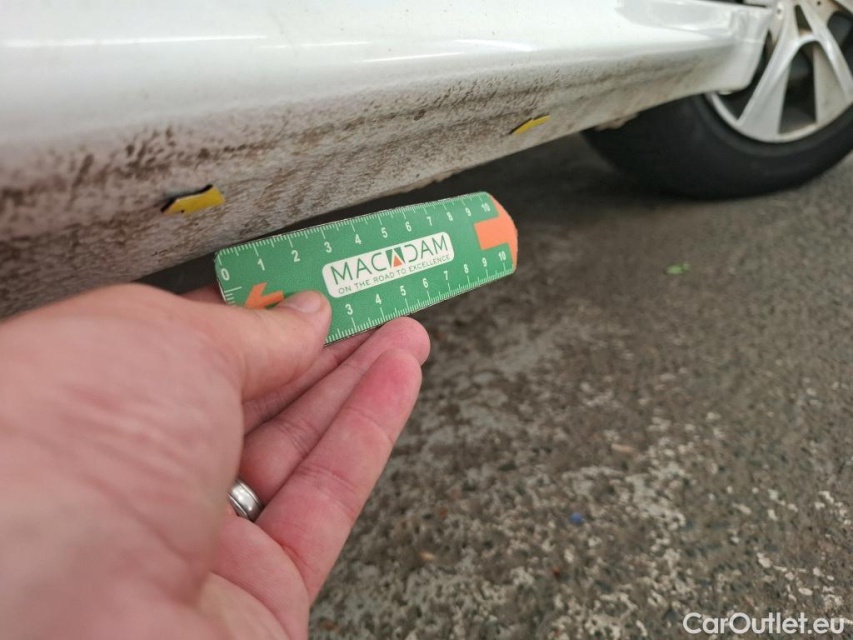 0 1 2 3 4 5 6 7 8 9 10
MACADAM
ON THE ROAD TO EXCELLENCE
3 4 5 6 7 8 9 10
CarOutlet.eu